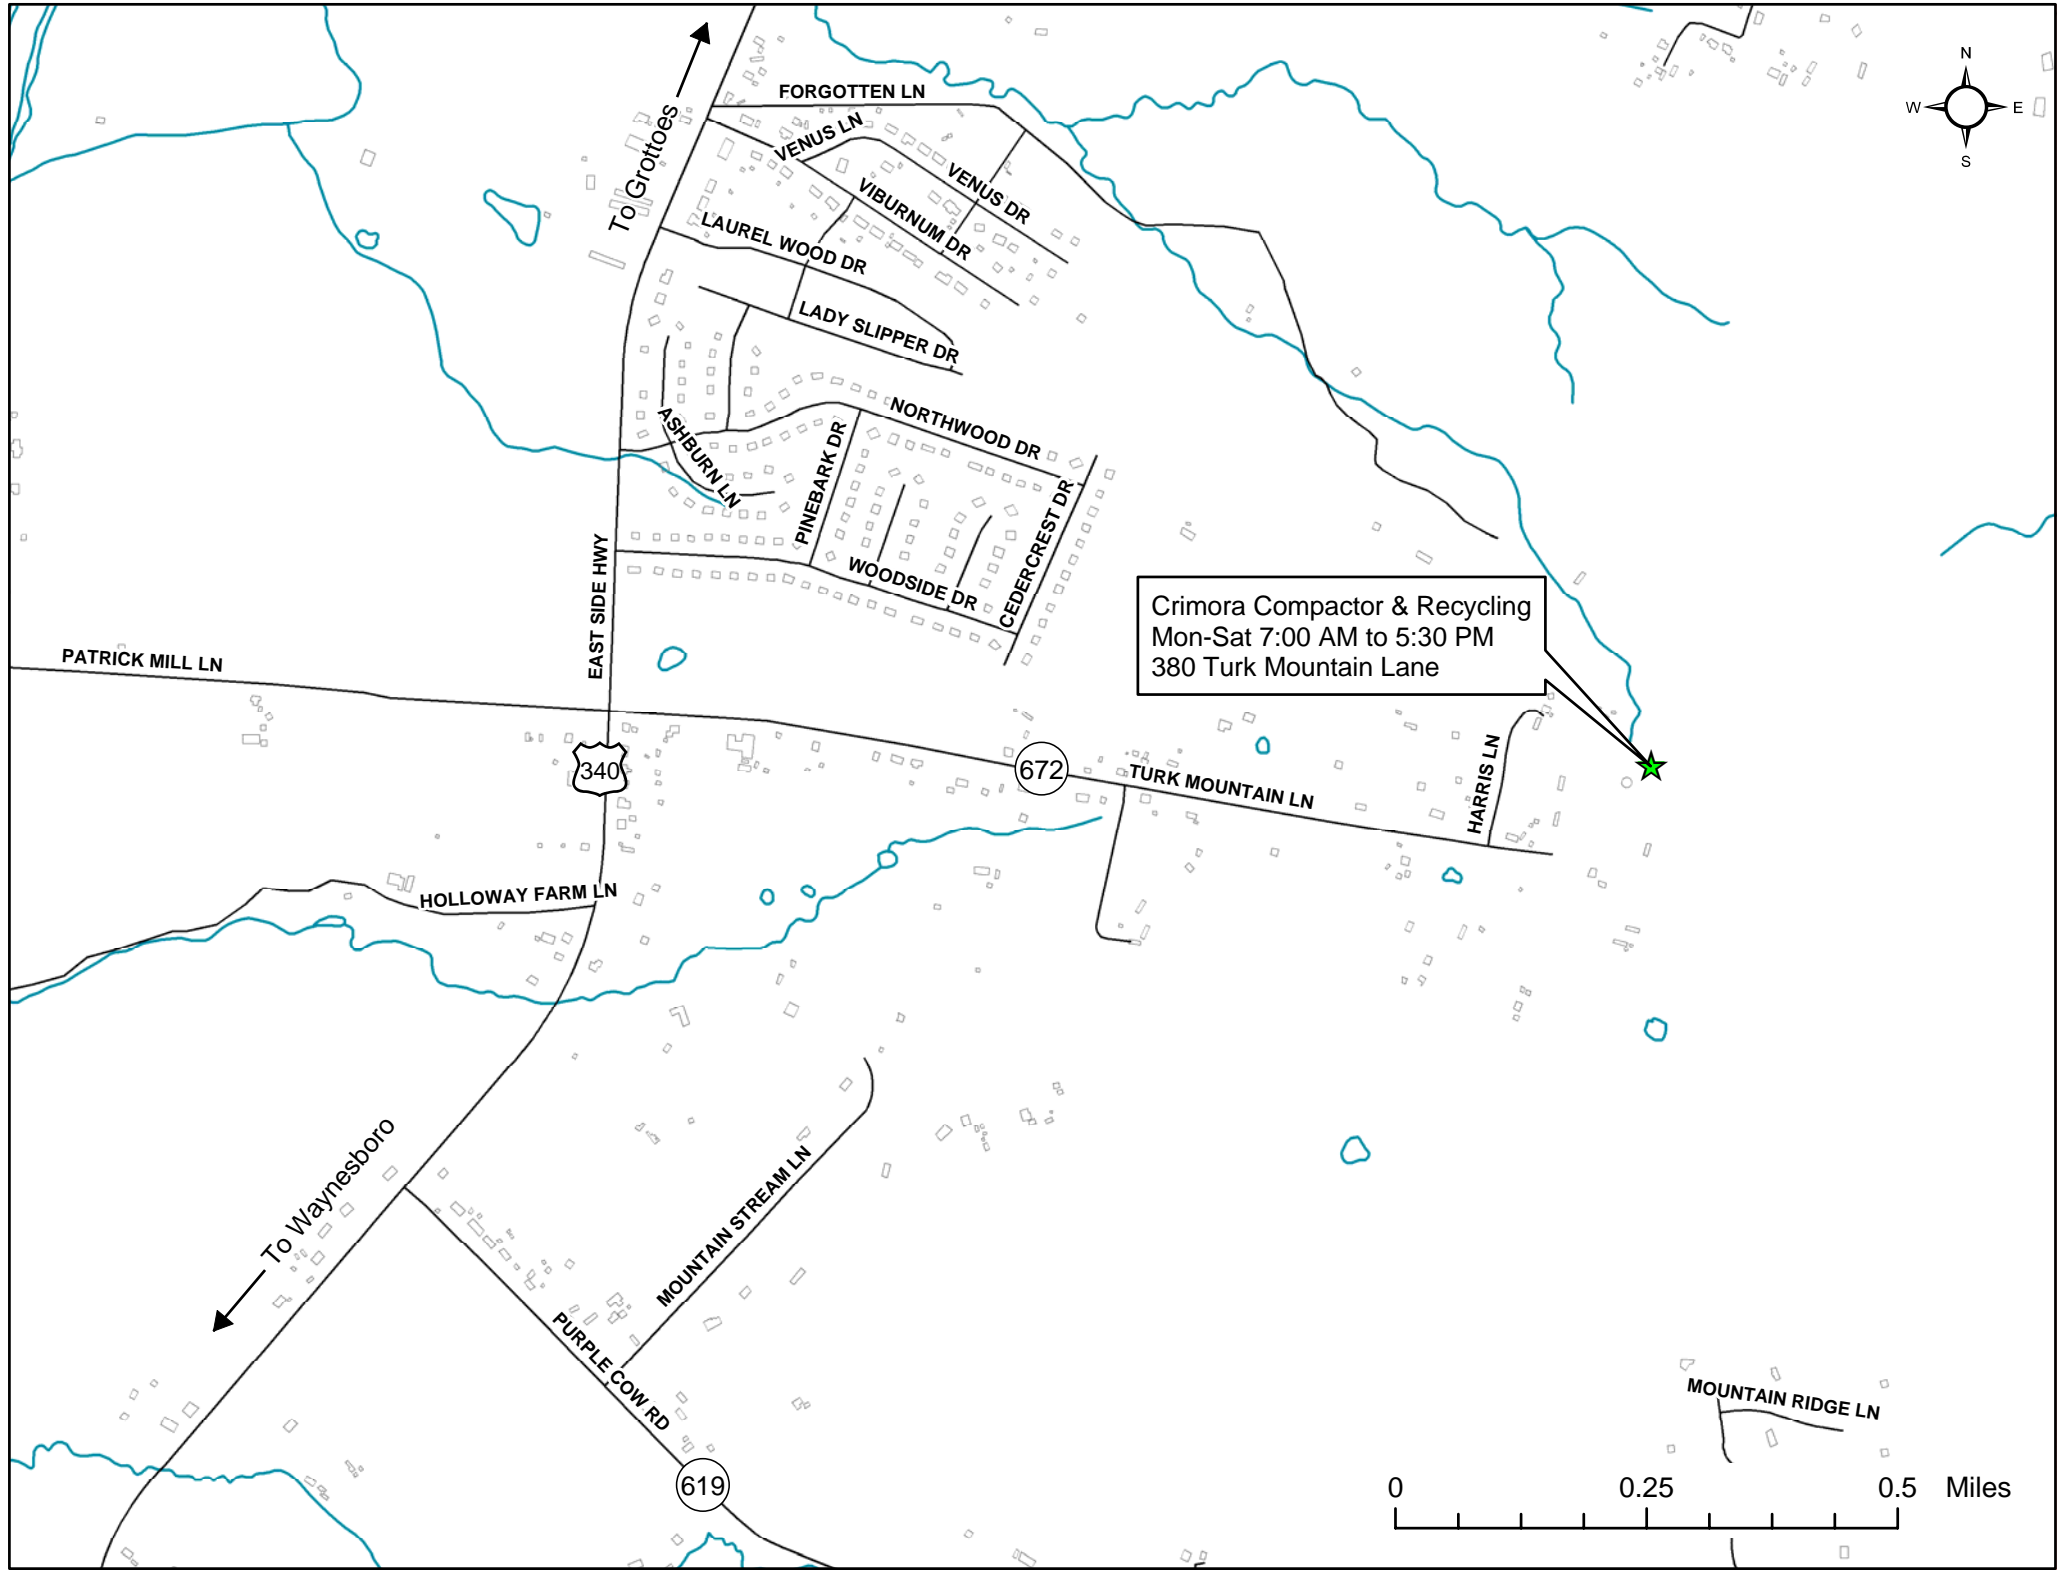 N
W
E
S
To Grottoes
FORGOTTEN LN
VENUS LN
VENUS DR
VIBURNUM DR
LAUREL WOOD DR
LADY SLIPPER DR
NORTHWOOD DR
ASHBURN LN
PINEBARK DR
CEDERCREST DR
WOODSIDE DR
EAST SIDE HWY
Crimora Compactor & Recycling
Mon-Sat 7:00 AM to 5:30 PM
380 Turk Mountain Lane
PATRICK MILL LN
340
672
TURK MOUNTAIN LN
HARRIS LN
HOLLOWAY FARM LN
To Waynesboro
MOUNTAIN STREAM LN
PURPLE COW RD
619
MOUNTAIN RIDGE LN
0 0.25 0.5 Miles